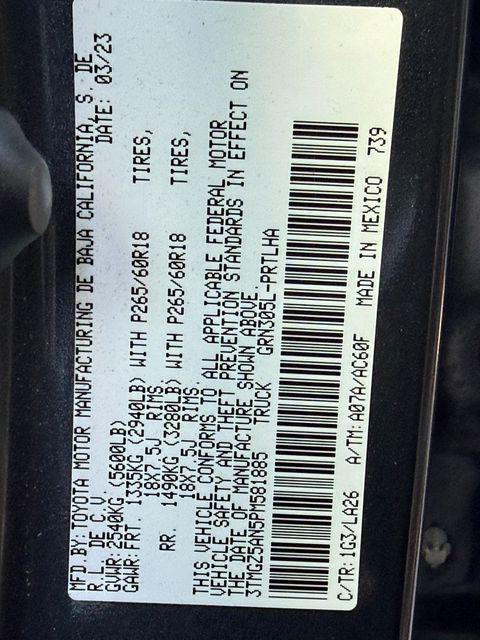 MFD.BY: TOYOTA MOTOR MANUFACTURING DE BAJA CALIFORNIA, S. DE
R.L. DE C.V. DATE: 03/23
GVWR: 2540KG (5600LB)
GAWR: FRT. 1335KG (2940LB) WITH P265/60R18 TIRES,
18X7.5J RIMS.
RR. 1490KG (3280LB) WITH P265/60R18 TIRES,
18X7.5J RIMS.
THIS VEHICLE CONFORMS TO ALL APPLICABLE FEDERAL MOTOR
VEHICLE SAFETY AND THEFT PREVENTION STANDARDS IN EFFECT ON
THE DATE OF MANUFACTURE SHOWN ABOVE.
3TMGZ5AN5PM581885 TRUCK GRN305L-PRTLHA
C/TR: 1G3/LA26 A/TM: A07A/AC60F MADE IN MEXICO 739